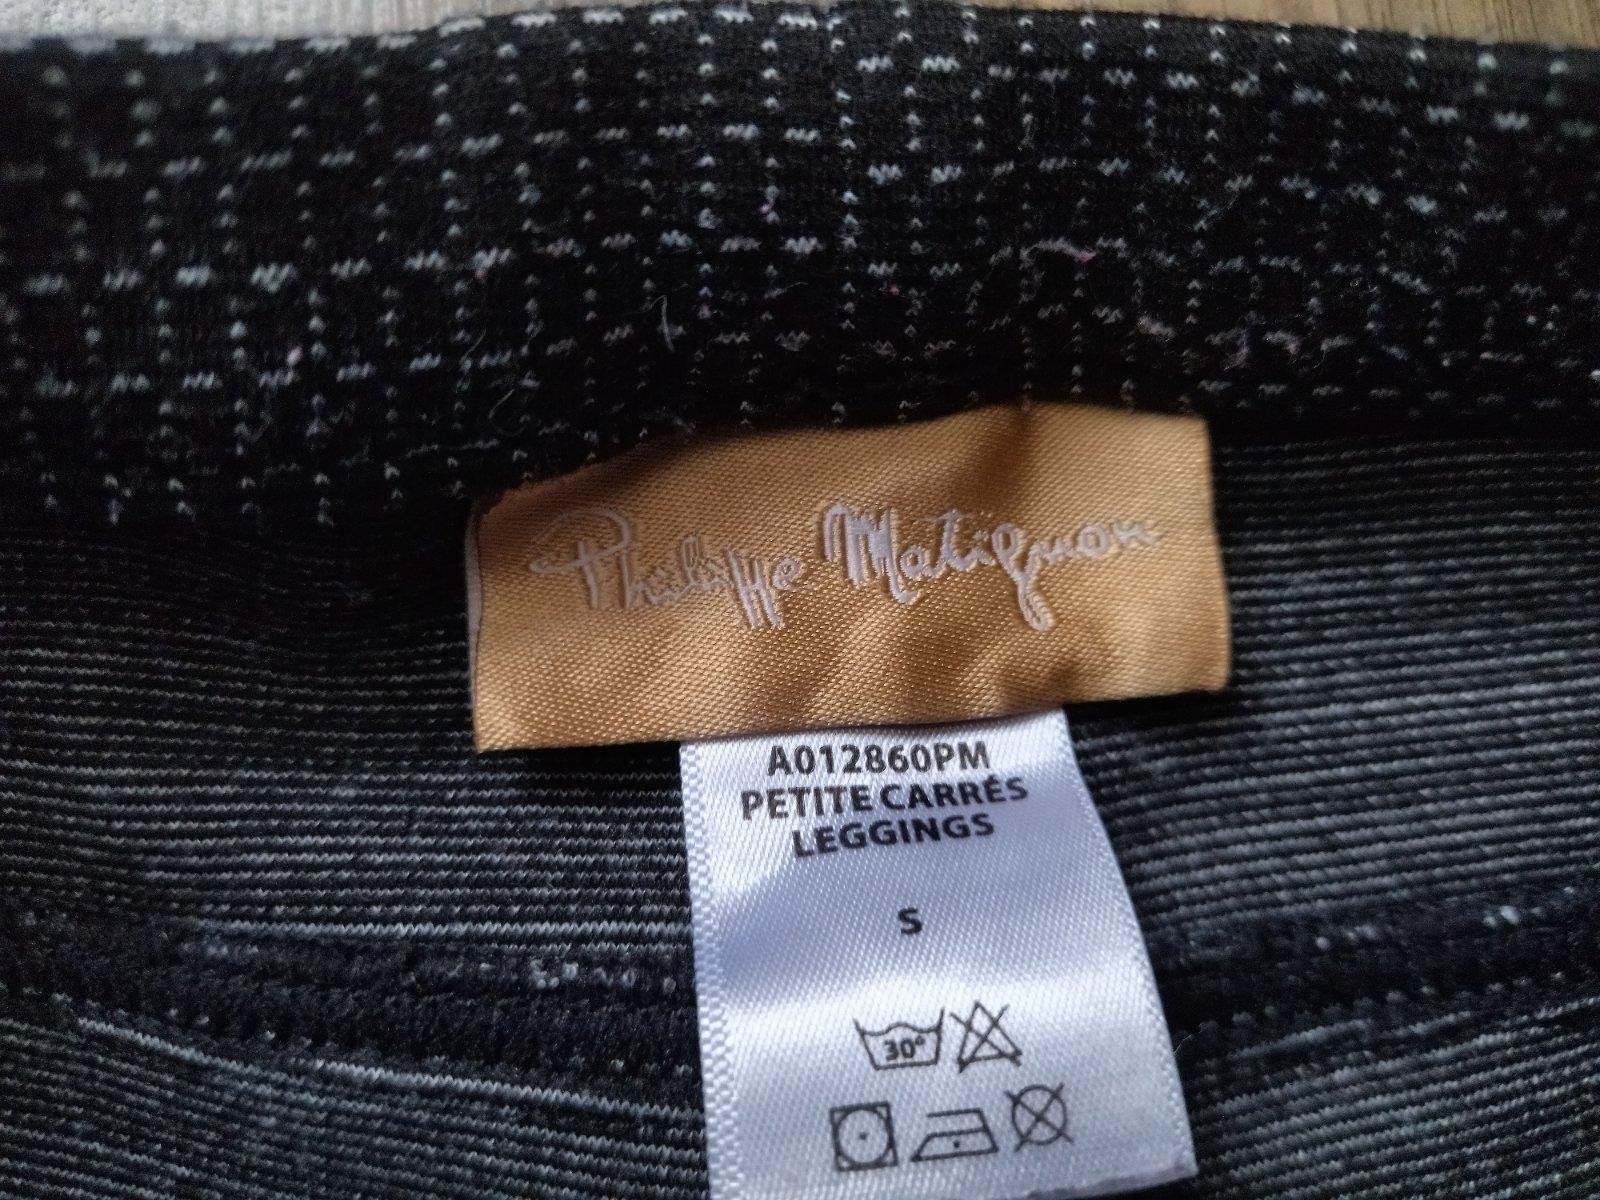 Philippe Matignon
A012860PM
PETITE CARRÉS
LEGGINGS
S
30°